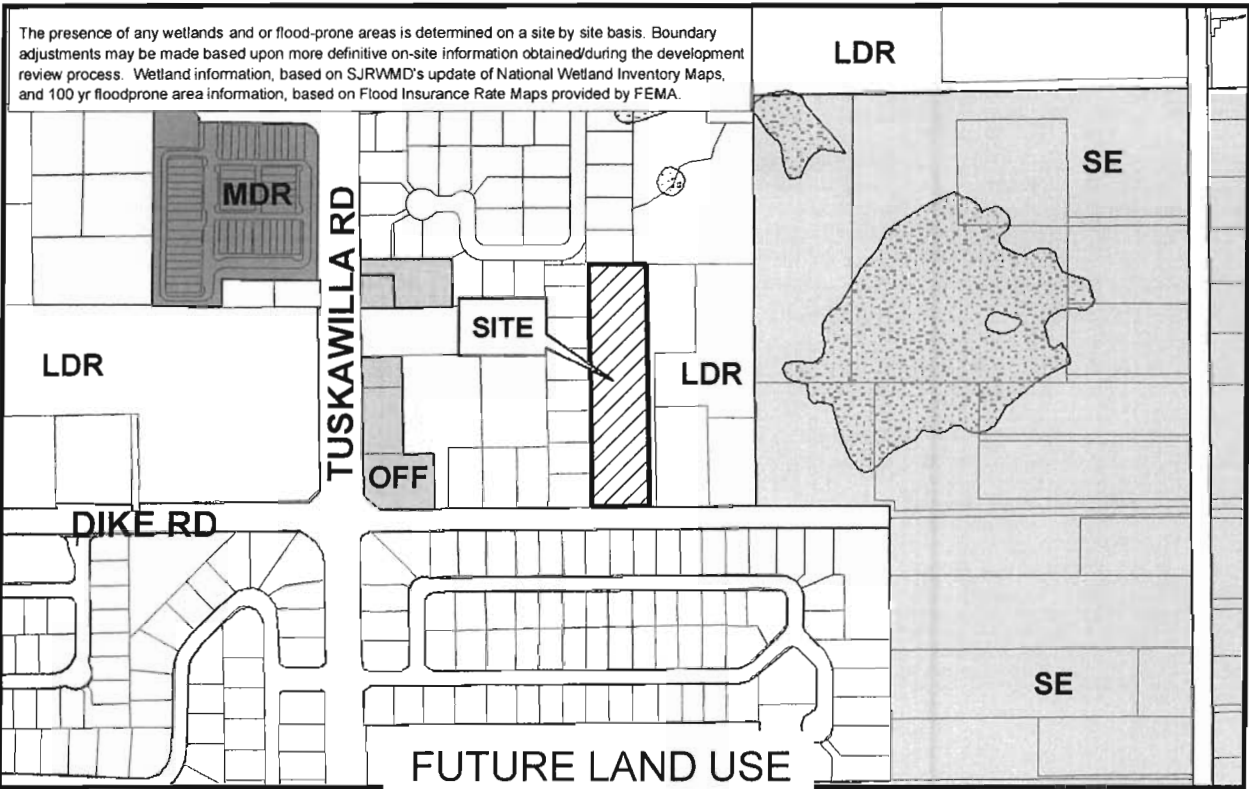 The presence of any wetlands and or flood-prone areas is determined on a site by site basis. Boundary
adjustments may be made based upon more definitive on-site information obtained/during the development
review process. Wetland information, based on SJRWMD's update of National Wetland Inventory Maps,
and 100 yr floodprone area information, based on Flood Insurance Rate Maps provided by FEMA.
LDR
SE
MDR
TUSKAWILLA RD
SITE
LDR
LDR
OFF
DIKE RD
SE
FUTURE LAND USE